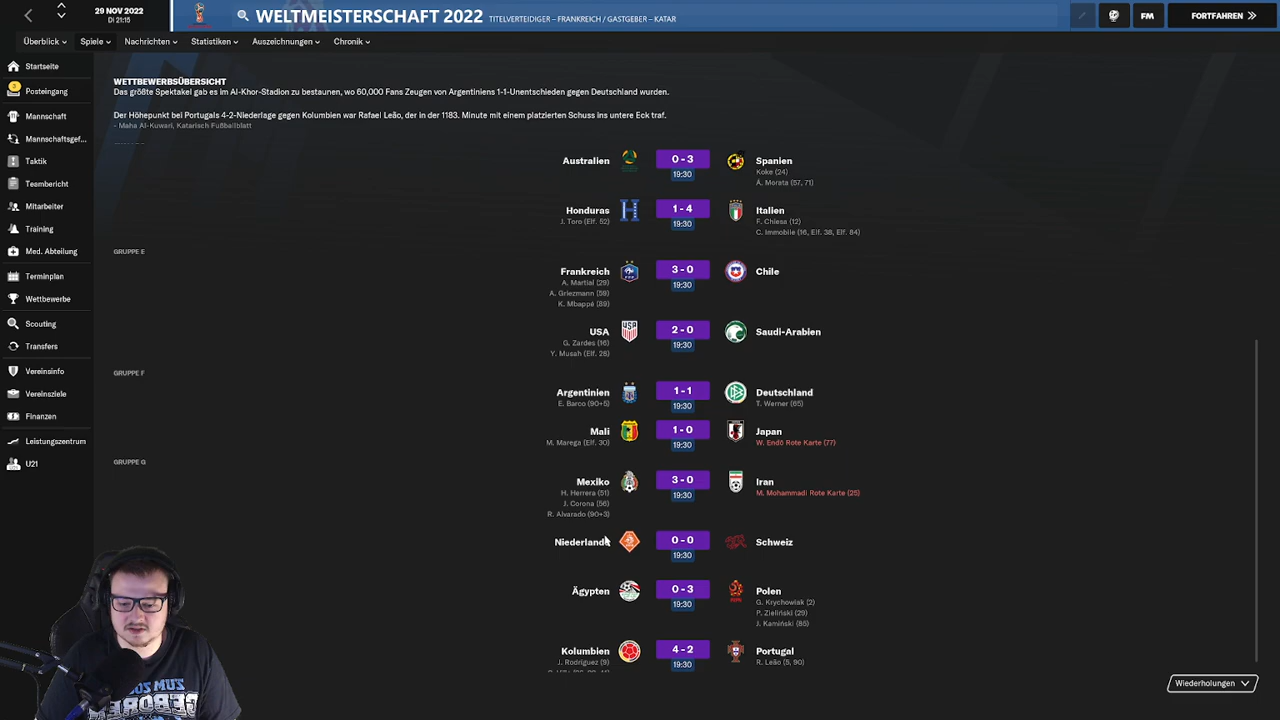 29 NOV 2022
DI 21:15
WELTMEISTERSCHAFT 2022
TITELVERTEIDIGER – FRANKREICH / GASTGEBER – KATAR
FM
FORTFAHREN
Überblick
Spiele
Nachrichten
Statistiken
Auszeichnungen
Chronik
Startseite
Posteingang
Mannschaft
Mannschaftsgef...
Taktik
Teambericht
Mitarbeiter
Training
Med. Abteilung
Terminplan
Wettbewerbe
Scouting
Transfers
Vereinsinfo
Vereinsziele
Finanzen
Leistungszentrum
U21
WETTBEWERBSÜBERSICHT
Das größte Spektakel gab es im Al-Khor-Stadion zu bestaunen, wo 60,000 Fans Zeugen von Argentiniens 1-1-Unentschieden gegen Deutschland wurden.
Der Höhepunkt bei Portugals 4-2-Niederlage gegen Kolumbien war Rafael Leão, der in der 1183. Minute mit einem platzierten Schuss ins untere Eck traf.
- Maha Al-Kuwari, Katarisch Fußballblatt
Australien 0 - 3 Spanien
19:30
Koke (24)
Á. Morata (57, 71)
Honduras 1 - 4 Italien
J. Toro (Elf. 52) 19:30 F. Chiesa (12)
C. Immobile (16, Elf. 38, Elf. 84)
GRUPPE E
Frankreich 3 - 0 Chile
A. Martial (29) 19:30
A. Griezmann (59)
K. Mbappé (89)
USA 2 - 0 Saudi-Arabien
G. Zardes (16) 19:30
Y. Musah (Elf. 28)
GRUPPE F
Argentinien 1 - 1 Deutschland
E. Barco (90+5) 19:30 T. Werner (65)
Mali 1 - 0 Japan
M. Marega (Elf. 30) 19:30 W. Endō Rote Karte (77)
GRUPPE G
Mexiko 3 - 0 Iran
H. Herrera (51) 19:30 M. Mohammadi Rote Karte (25)
J. Corona (56)
R. Alvarado (90+3)
Niederlande 0 - 0 Schweiz
19:30
Ägypten 0 - 3 Polen
19:30 G. Krychowiak (2)
P. Zieliński (29)
J. Kamiński (85)
Kolumbien 4 - 2 Portugal
J. Rodríguez (9) 19:30 R. Leão (5, 90)
Wiederholungen
ZUM ZOC
GEBOREN